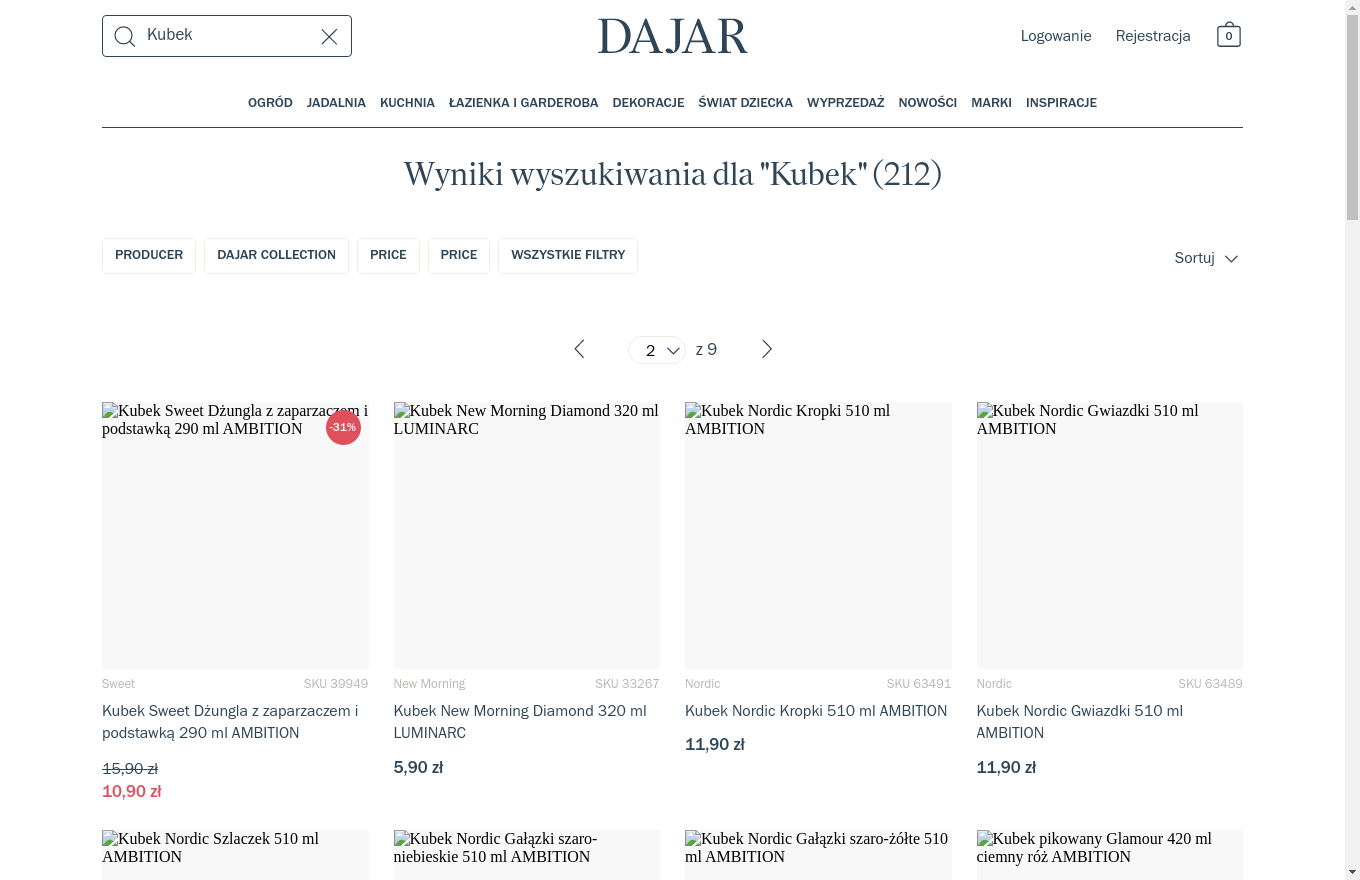 Kubek
DAJAR
Logowanie
Rejestracja
0
OGRÓD JADALNIA KUCHNIA ŁAZIENKA I GARDEROBA DEKORACJE ŚWIAT DZIECKA WYPRZEDAŻ NOWOŚCI MARKI INSPIRACJE
Wyniki wyszukiwania dla "Kubek" (212)
PRODUCER
DAJAR COLLECTION
PRICE
PRICE
WSZYSTKIE FILTRY
Sortuj
2
z 9
Kubek Sweet Dżungla z zaparzaczem i
podstawką 290 ml AMBITION
-31%
Sweet
SKU 39949
Kubek Sweet Dżungla z zaparzaczem i
podstawką 290 ml AMBITION
15,90 zł
10,90 zł
Kubek New Morning Diamond 320 ml
LUMINARC
New Morning
SKU 33267
Kubek New Morning Diamond 320 ml
LUMINARC
5,90 zł
Kubek Nordic Kropki 510 ml
AMBITION
Nordic
SKU 63491
Kubek Nordic Kropki 510 ml AMBITION
11,90 zł
Kubek Nordic Gwiazdki 510 ml
AMBITION
Nordic
SKU 63489
Kubek Nordic Gwiazdki 510 ml
AMBITION
11,90 zł
Kubek Nordic Szlaczek 510 ml
AMBITION
Kubek Nordic Gałązki szaro-
niebieskie 510 ml AMBITION
Kubek Nordic Gałązki szaro-żółte 510
ml AMBITION
Kubek pikowany Glamour 420 ml
ciemny róż AMBITION